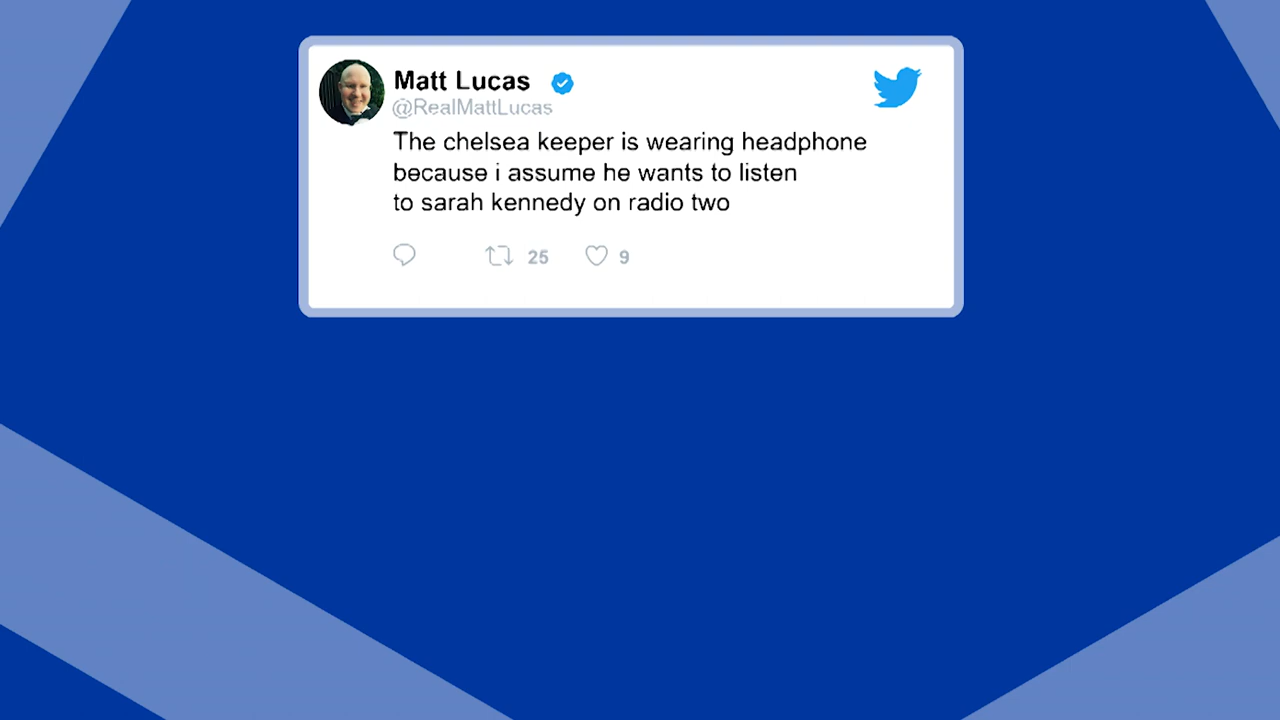 Matt Lucas
@RealMattLucas
The chelsea keeper is wearing headphone
because i assume he wants to listen
to sarah kennedy on radio two
25 9